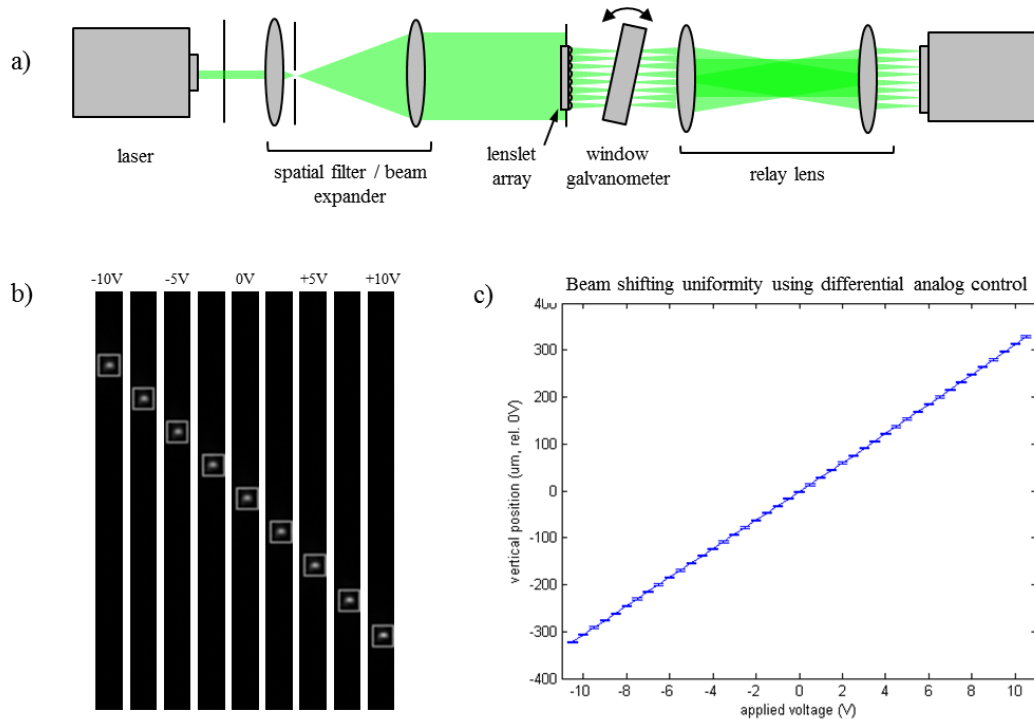 a)
laser
spatial filter / beam
expander
lenslet
array
window
galvanometer
relay lens
b)
-10V
-5V
0V
+5V
+10V
c)
Beam shifting uniformity using differential analog control
400
300
200
100
0
-100
-200
-300
-400
vertical position (um, rel. 0V)
-10
-8
-6
-4
-2
0
2
4
6
8
10
applied voltage (V)